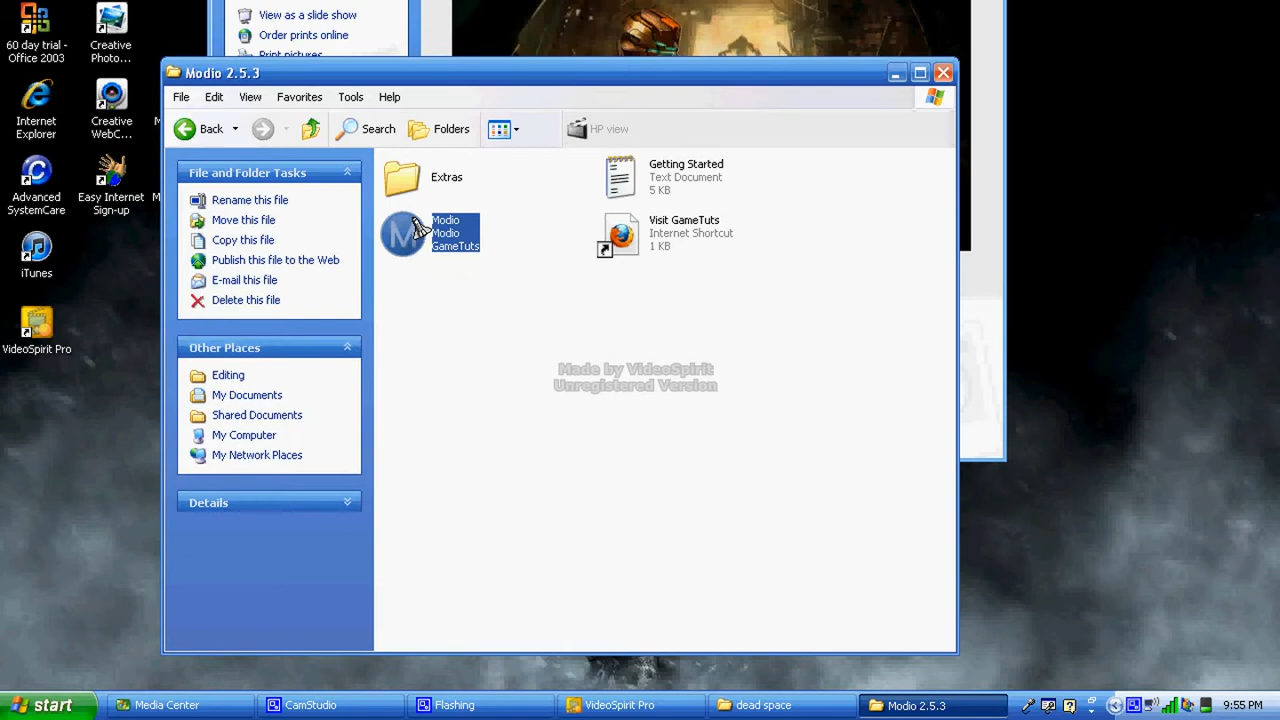 60 day trial -
Office 2003
Creative
Photo...
Internet
Explorer
Creative
WebC...
Advanced
SystemCare
Easy Internet
Sign-up
iTunes
VideoSpirit Pro
View as a slide show
Order prints online
Print pictures
Modio 2.5.3
File Edit View Favorites Tools Help
Back Search Folders HP view
File and Folder Tasks
Rename this file
Move this file
Copy this file
Publish this file to the Web
E-mail this file
Delete this file
Other Places
Editing
My Documents
Shared Documents
My Computer
My Network Places
Details
Extras
Getting Started
Text Document
5 KB
M
Modio
Modio
GameTuts
Visit GameTuts
Internet Shortcut
1 KB
Made by VideoSpirit
Unregistered Version
start Media Center CamStudio Flashing VideoSpirit Pro dead space Modio 2.5.3 9:55 PM